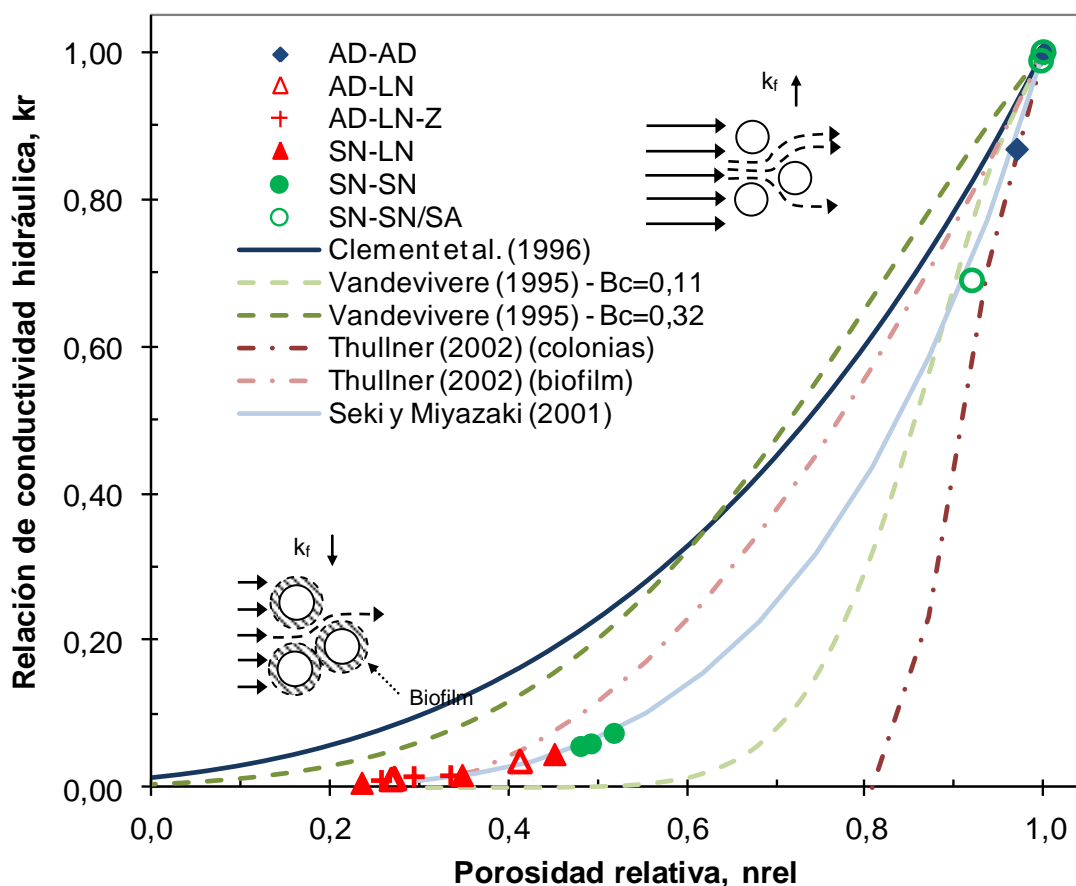 Relación de conductividad hidráulica, kr
1,00
0,80
0,60
0,40
0,20
0,00
AD-AD
AD-LN
AD-LN-Z
SN-LN
SN-SN
SN-SN/SA
Clement et al. (1996)
Vandevivere (1995) - Bc=0,11
Vandevivere (1995) - Bc=0,32
Thullner (2002) (colonias)
Thullner (2002) (biofilm)
Seki y Miyazaki (2001)
kf
kf
Biofilm
0,0 0,2 0,4 0,6 0,8 1,0
Porosidad relativa, nrel